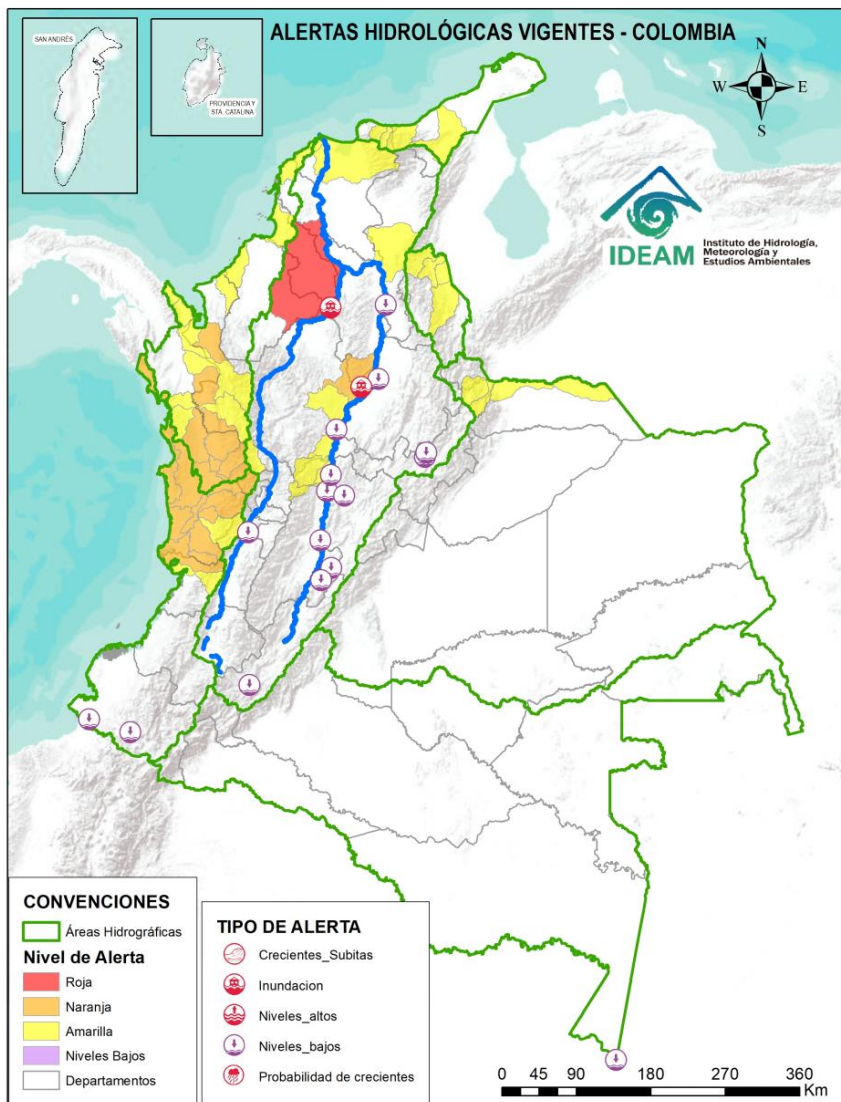 ALERTAS HIDROLÓGICAS VIGENTES - COLOMBIA
SAN ANDRÉS
PROVIDENCIA Y
STA. CATALINA
N
W
E
S
IDEAM
Instituto de Hidrología,
Meteorología y
Estudios Ambientales
CONVENCIONES
Áreas Hidrográficas
Nivel de Alerta
Roja
Naranja
Amarilla
Niveles Bajos
Departamentos
TIPO DE ALERTA
Crecientes_Subitas
Inundacion
Niveles_altos
Niveles_bajos
Probabilidad de crecientes
0 45 90 180 270 360
Km